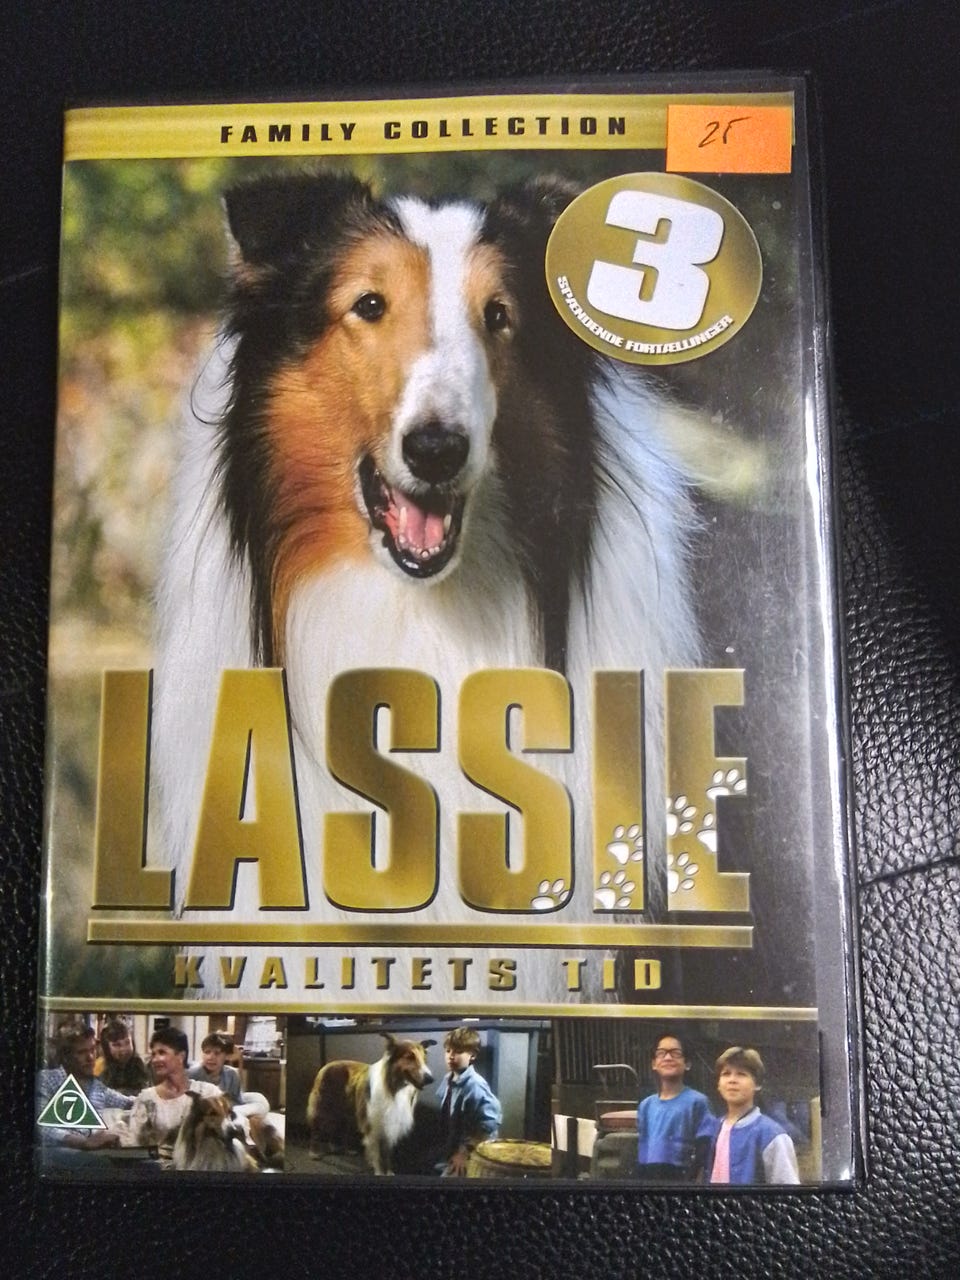 FAMILY COLLECTION
25
3
SPÆNDENDE FORTÆLLINGER
LASSIE
KVALITETS TID
7